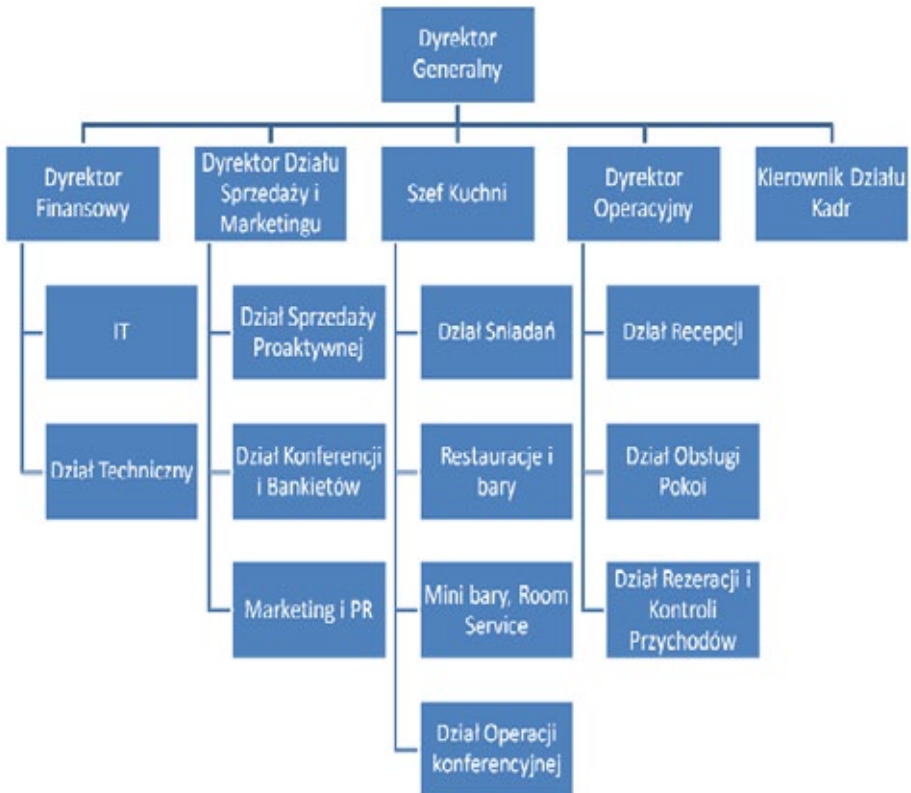 Dyrektor
Generalny
Dyrektor
Finansowy
Dyrektor Działu
Sprzedaży i
Marketingu
Szef Kuchni
Dyrektor
Operacyjny
Kierownik Działu
Kadr
IT
Dział Techniczny
Dział Sprzedaży
Proaktywnej
Dział Konferencji
i Bankietów
Marketing i PR
Dział Sniadań
Restauracje i
bary
Mini bary, Room
Service
Dział Operacji
konferencyjnej
Dział Recepcji
Dział Obsługi
Pokoi
Dział Rezeracji i
Kontroli
Przychodów